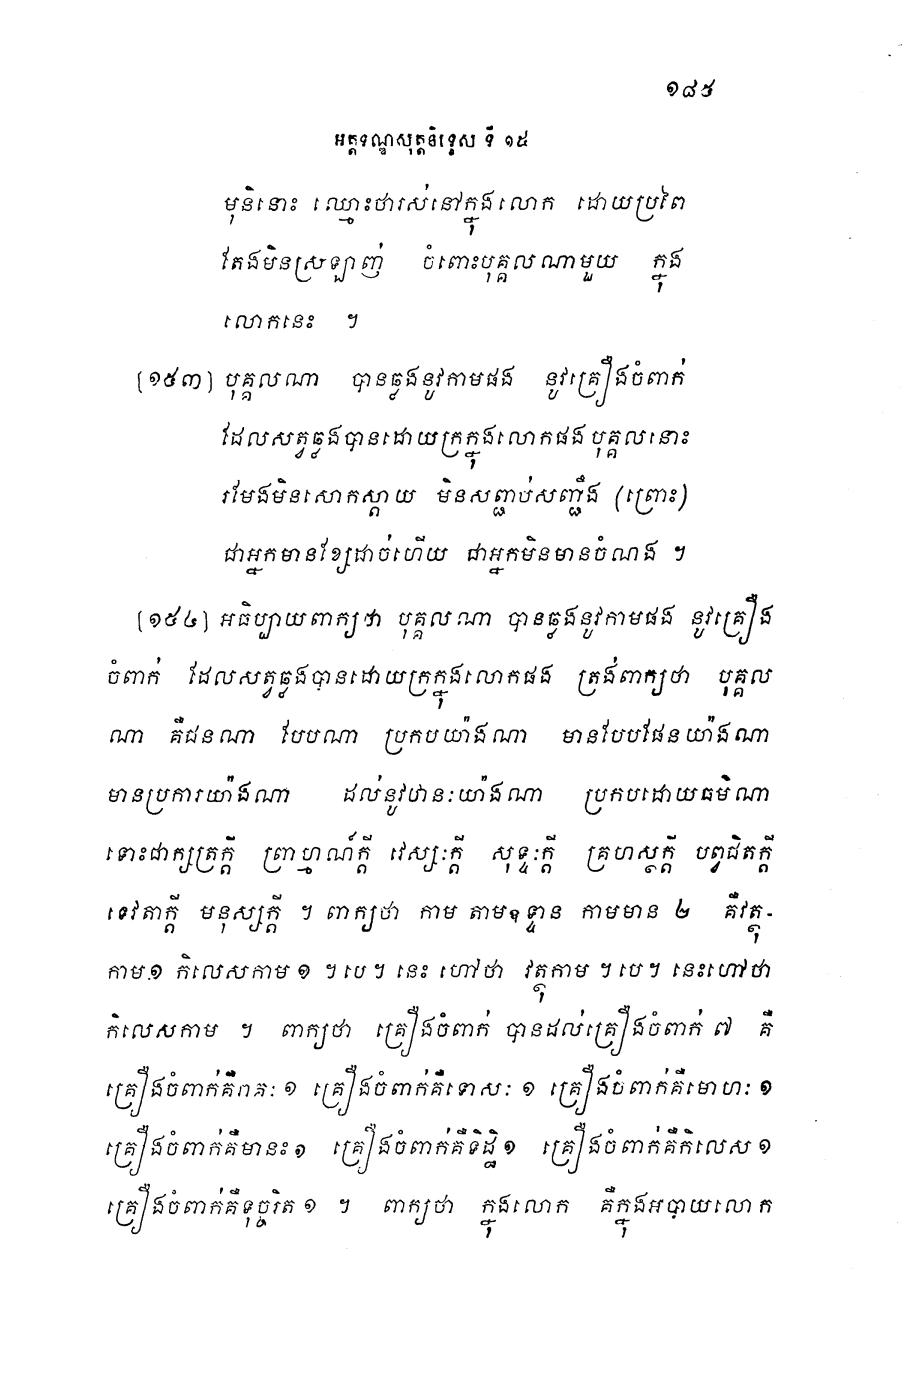 ១៨៥
អត្តទណ្ឌសុត្តនិទ្ទេស ទី ១៥
មុនិនោះ ឈ្មោះថារស់នៅក្នុងលោក ដោយប្រពៃ
តែងមិនស្រឡាញ់ ចំពោះបុគ្គលណាមួយ ក្នុង
លោកនេះ ។
[១៥៣] បុគ្គលណា បានឆ្លងនូវកាមផង នូវគ្រឿងចំពាក់
ដែលសត្វឆ្លងបានដោយក្រក្នុងលោកផង បុគ្គលនោះ
រមែងមិនសោកស្តាយ មិនសញ្ជប់សញ្ជឹង (ព្រោះ)
ជាអ្នកមានខ្សែដាច់ហើយ ជាអ្នកមិនមានចំណង ។
[១៥៤] អធិប្បាយពាក្យថា បុគ្គលណា បានឆ្លងនូវកាមផង នូវគ្រឿង
ចំពាក់ ដែលសត្វឆ្លងបានដោយក្រក្នុងលោកផង ត្រង់ពាក្យថា បុគ្គល
ណា គឺជនណា បែបណា ប្រកបយ៉ាងណា មានបែបផែនយ៉ាងណា
មានប្រការយ៉ាងណា ដល់នូវឋានៈយ៉ាងណា ប្រកបដោយធម៌ណា
ទោះជាក្សត្រក្តី ព្រាហ្មណ៍ក្តី វេស្សៈក្តី សុទ្ទៈក្តី គ្រហស្ថក្តី បព្វជិតក្តី
ទេវតាក្តី មនុស្សក្តី ។ ពាក្យថា កាម តាមឧទ្ទាន កាមមាន ២ គឺវត្ថុ-
កាម ១ កិលេសកាម ១ ។ បេ ។ នេះ ហៅថា វត្ថុកាម ។ បេ ។ នេះហៅថា
កិលេសកាម ។ ពាក្យថា គ្រឿងចំពាក់ បានដល់គ្រឿងចំពាក់ ៧ គឺ
គ្រឿងចំពាក់គឺរាគៈ ១ គ្រឿងចំពាក់គឺទោសៈ ១ គ្រឿងចំពាក់គឺមោហៈ ១
គ្រឿងចំពាក់គឺមានះ ១ គ្រឿងចំពាក់គឺទិដ្ឋិ ១ គ្រឿងចំពាក់គឺកិលេស ១
គ្រឿងចំពាក់គឺទុច្ចរិត ១ ។ ពាក្យថា ក្នុងលោក គឺក្នុងអបាយលោក